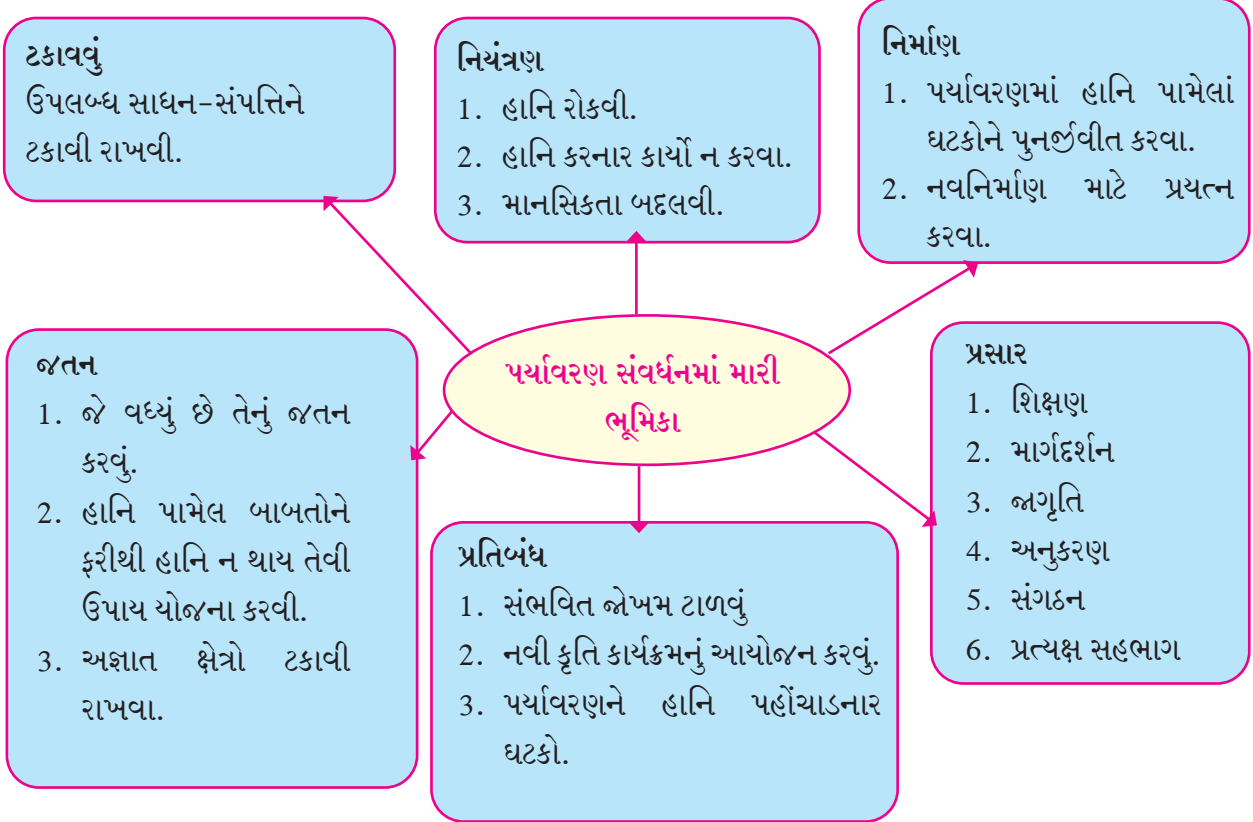 ટકાવવું
ઉપલબ્ધ સાધન-સંપત્તિને
ટકાવી રાખવી.
નિયંત્રણ
1. હાનિ રોકવી.
2. હાનિ કરનાર કાર્યો ન કરવા.
3. માનસિકતા બદલવી.
નિર્માણ
1. પર્યાવરણમાં હાનિ પામેલાં
ઘટકોને પુનર્જીવીત કરવા.
2. નવનિર્માણ માટે પ્રયત્ન
કરવા.
પર્યાવરણ સંવર્ધનમાં મારી
ભૂમિકા
જતન
1. જે વધ્યું છે તેનું જતન
કરવું.
2. હાનિ પામેલ બાબતોને
ફરીથી હાનિ ન થાય તેવી
ઉપાય યોજના કરવી.
3. અજ્ઞાત ક્ષેત્રો ટકાવી
રાખવા.
પ્રતિબંધ
1. સંભવિત જોખમ ટાળવું
2. નવી કૃતિ કાર્યક્રમનું આયોજન કરવું.
3. પર્યાવરણને હાનિ પહોંચાડનાર
ઘટકો.
પ્રસાર
1. શિક્ષણ
2. માર્ગદર્શન
3. જાગૃતિ
4. અનુકરણ
5. સંગઠન
6. પ્રત્યક્ષ સહભાગ